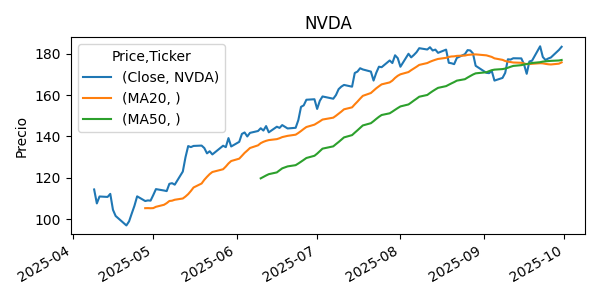 NVDA
Price,Ticker
(Close, NVDA)
(MA20, )
(MA50, )
Precio
180
160
140
120
100
2025-04
2025-05
2025-06
2025-07
2025-08
2025-09
2025-10